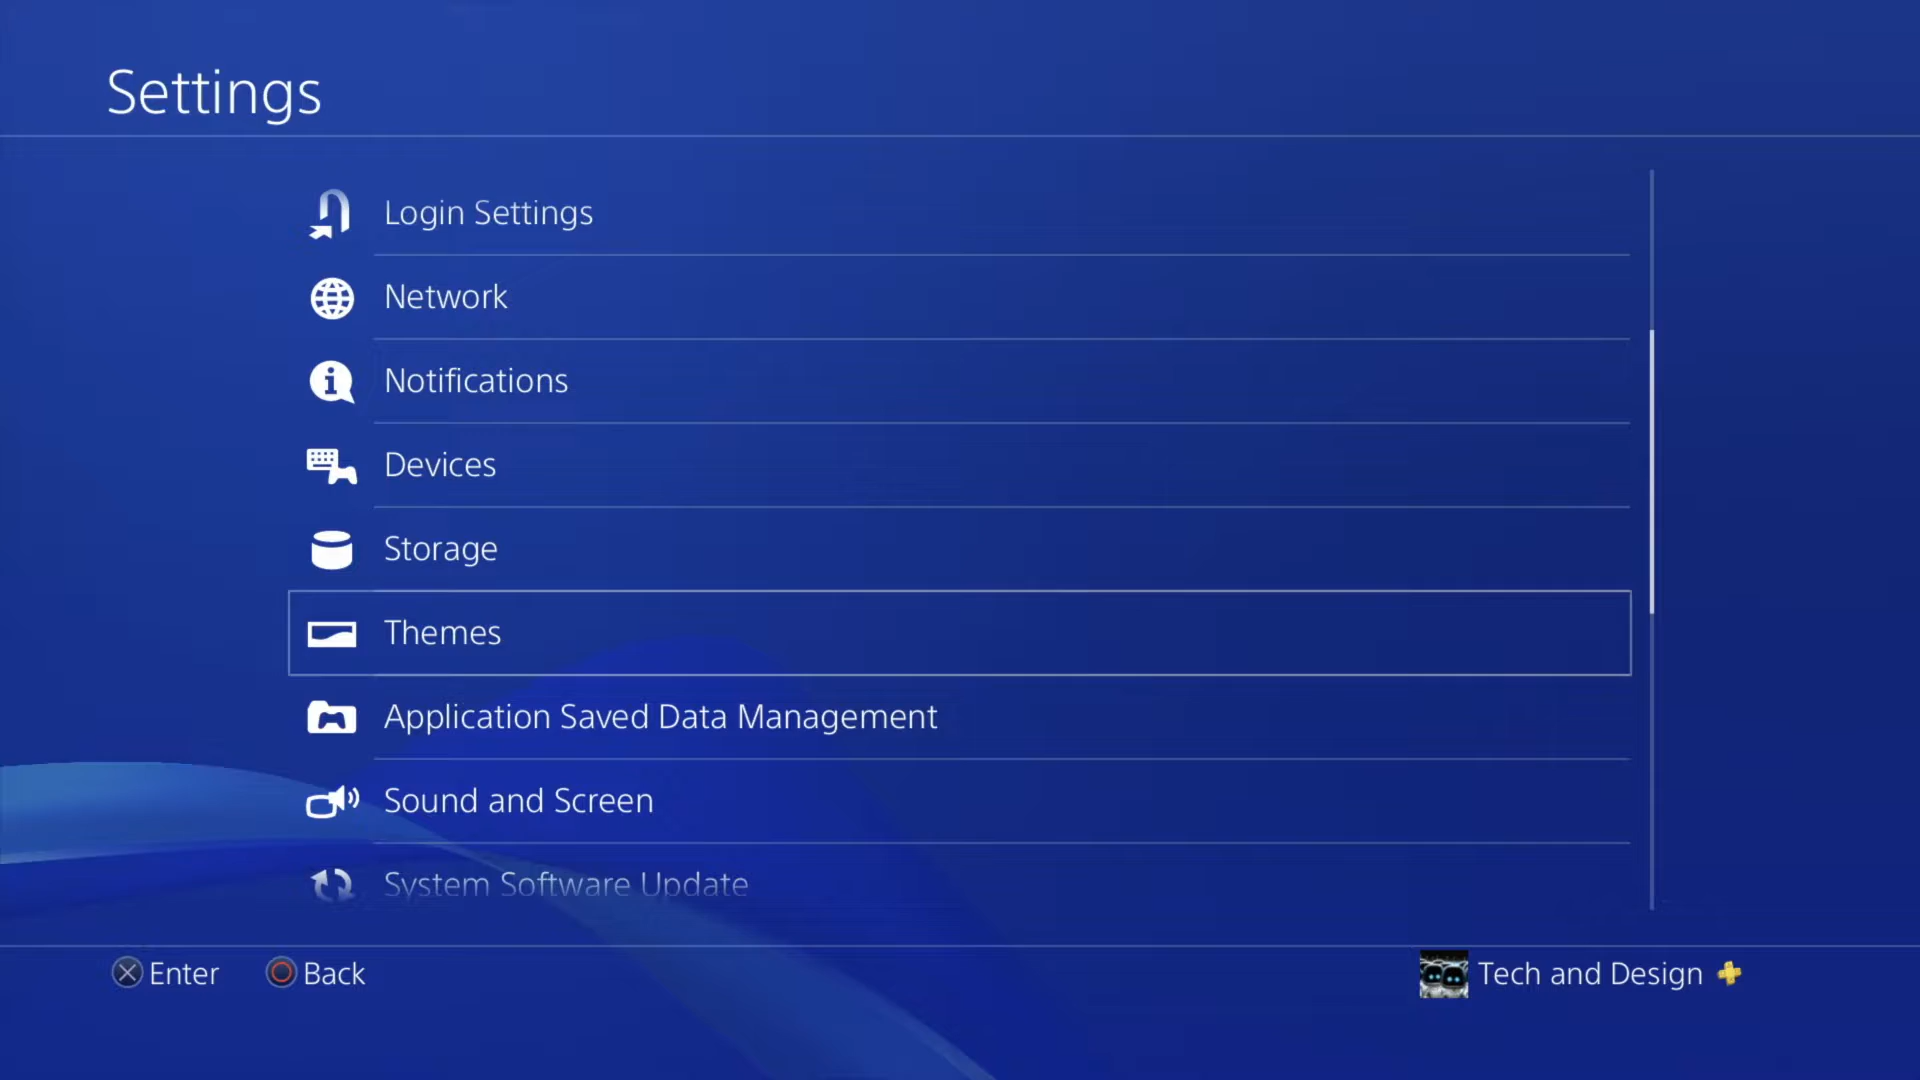 Settings
Login Settings
Network
Notifications
Devices
Storage
Themes
Application Saved Data Management
Sound and Screen
System Software Update
Enter Back Tech and Design